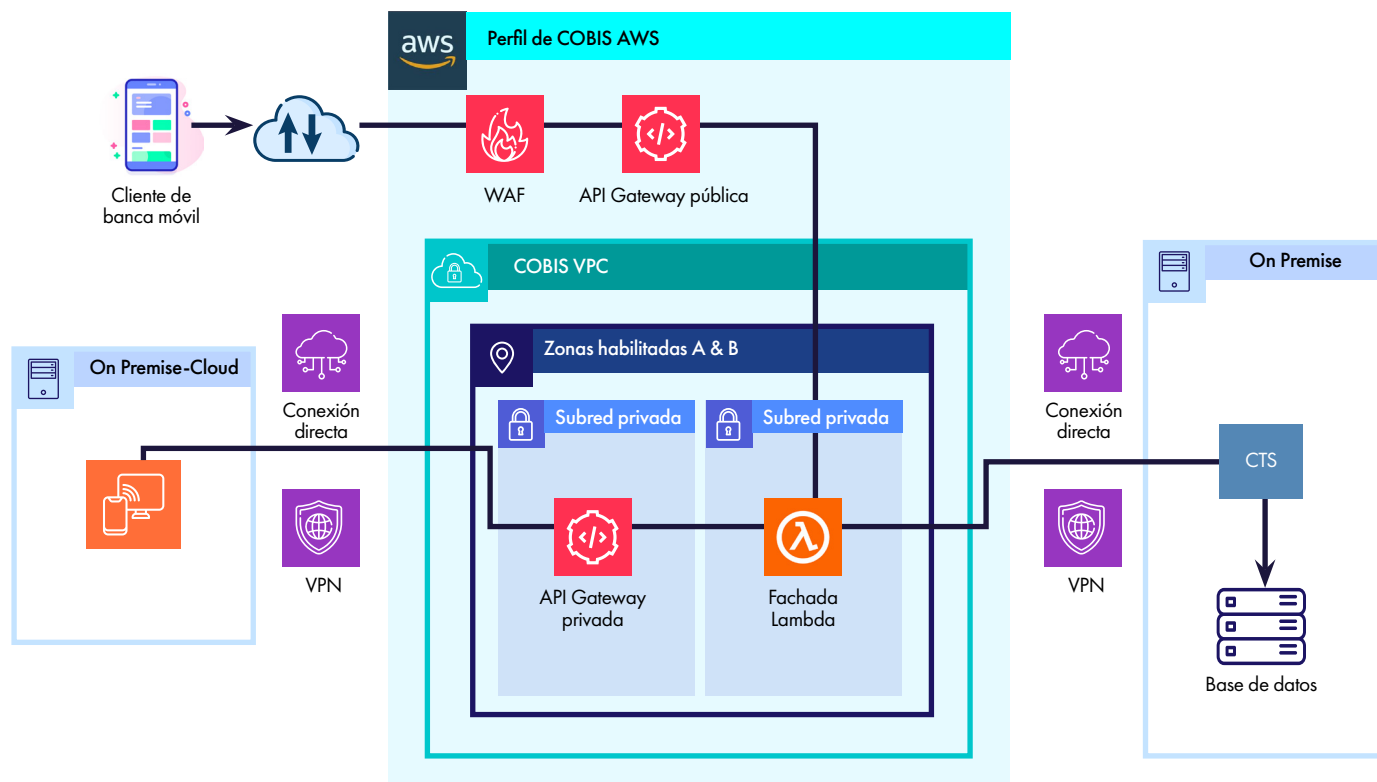 aws
Perfil de COBIS AWS
Cliente de
banca móvil
WAF
API Gateway pública
COBIS VPC
On Premise
Zonas habilitadas A & B
On Premise-Cloud
Conexión
directa
Subred privada
Subred privada
Conexión
directa
CTS
VPN
API Gateway
privada
Fachada
Lambda
VPN
Base de datos